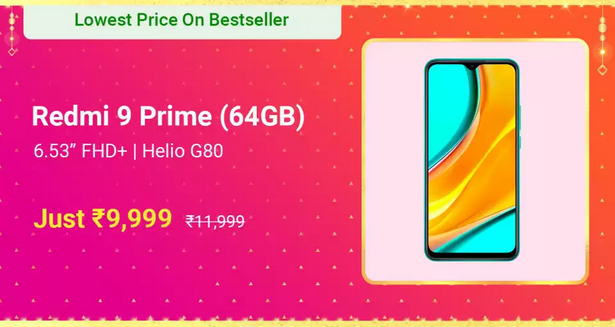 Lowest Price On Bestseller
Redmi 9 Prime (64GB)
6.53” FHD+ | Helio G80
Just ₹9,999 ₹11,999